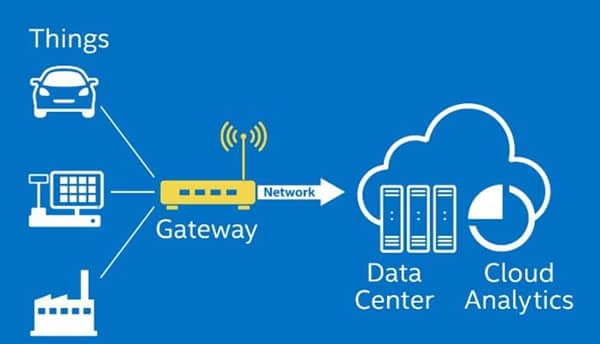 Things
Gateway
Network
Data
Center
Cloud
Analytics